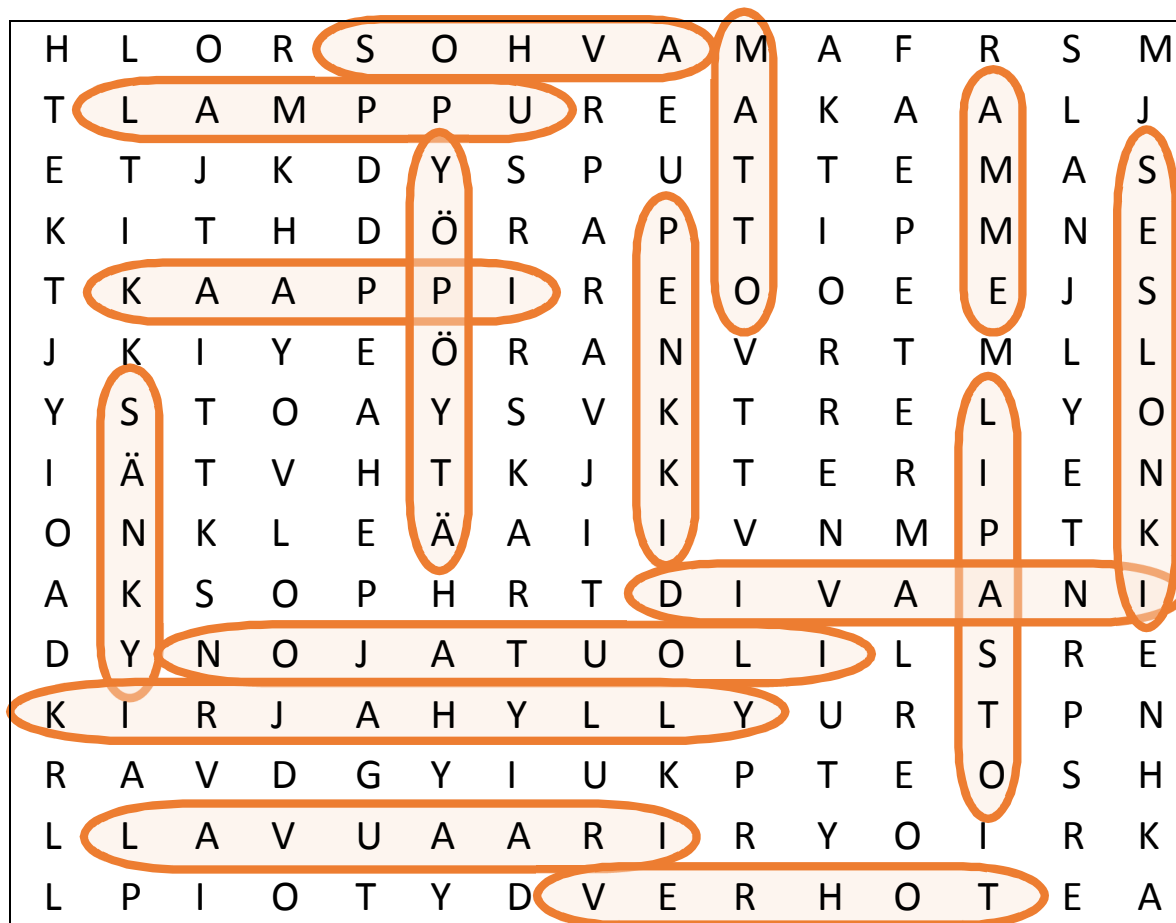 H L O R S O H V A M A F R S M
T L A M P P U R E A K A A L J
E T J K D Y S P U T T E M A S
K I T H D Ö R A P T I P M N E
T K A A P P I R E O O E E J S
J K I Y E Ö R A N V R T M L L
Y S T O A Y S V K T R E L Y O
I Ä T V H T K J K T E R I E N
O N K L E Ä A I I V N M P T K
A K S O P H R T D I V A A N I
D Y N O J A T U O L I L S R E
K I R J A H Y L L Y U R T P N
R A V D G Y I U K P T E O S H
L L A V U A A R I R Y O I R K
L P I O T Y D V E R H O T E A